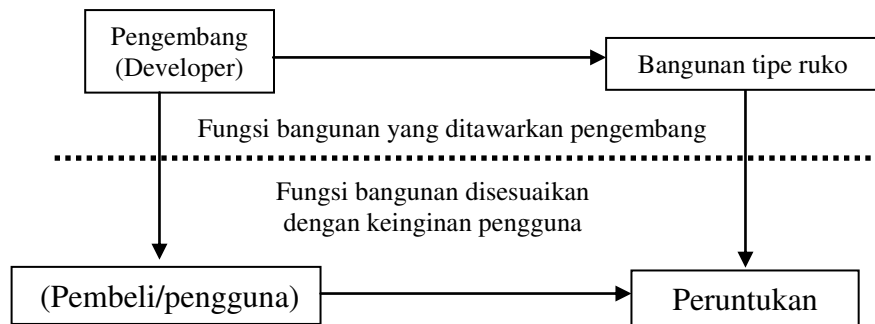 Pengembang
(Developer)
Bangunan tipe ruko
Fungsi bangunan yang ditawarkan pengembang
Fungsi bangunan disesuaikan
dengan keinginan pengguna
(Pembeli/pengguna)
Peruntukan